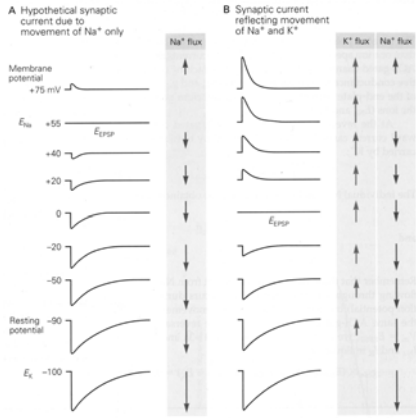 A Hypothetical synaptic
current due to
movement of Na⁺ only
Na⁺ flux
Membrane
potential
+75 mV
E_Na +55
E_EPSP
+40
+20
0
−20
−50
Resting
potential −90
E_K −100
B Synaptic current
reflecting movement
of Na⁺ and K⁺
K⁺ flux Na⁺ flux
E_EPSP